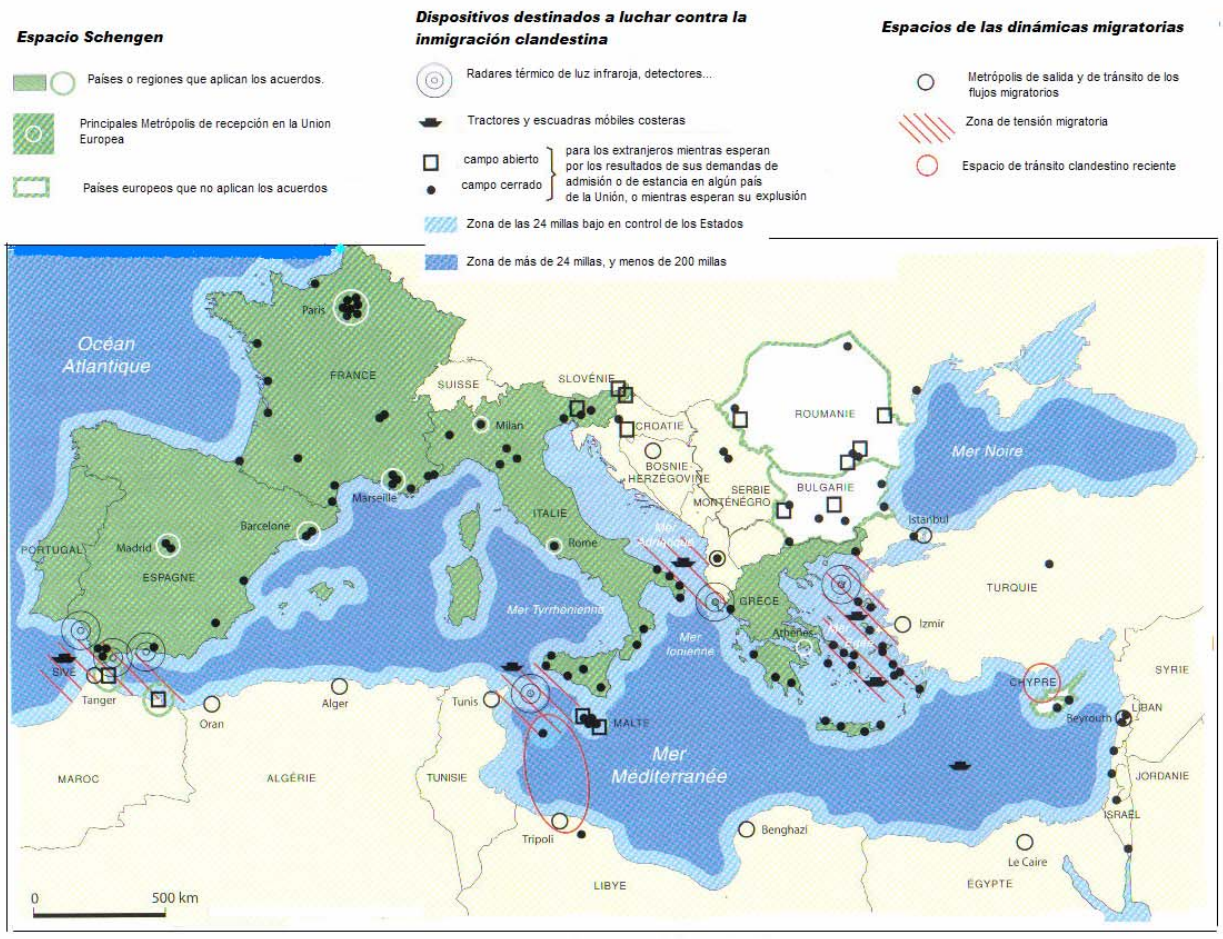 Espacio Schengen
Países o regiones que aplican los acuerdos.
Principales Metrópolis de recepción en la Union
Europea
Países europeos que no aplican los acuerdos
Dispositivos destinados a luchar contra la
inmigración clandestina
Radares térmico de luz infraroja, detectores...
Tractores y escuadras móbiles costeras
campo abierto
campo cerrado
para los extranjeros mientras esperan
por los resultados de sus demandas de
admisión o de estancia en algún país
de la Unión, o mientras esperan su explusión
Zona de las 24 millas bajo en control de los Estados
Zona de más de 24 millas, y menos de 200 millas
Espacios de las dinámicas migratorias
Metrópolis de salida y de tránsito de los
flujos migratorios
Zona de tensión migratoria
Espacio de tránsito clandestino reciente
Océan
Atlantique
Paris
FRANCE
SUISSE
SLOVÉNIE
Milan
CROATIE
BOSNIE-
HERZÉGOVINE
SERBIE
MONTÉNÉGRO
ROUMANIE
BULGARIE
Mer Noire
Marseille
ITALIE
Barcelone
Madrid
PORTUGAL
ESPAGNE
Rome
Mer
Adriatique
Istanbul
TURQUIE
GRÈCE
Mer Tyrrhénienne
Mer
Ionienne
Athènes
Izmir
SIVE
Tanger
Oran
Alger
Tunis
MALTE
CHYPRE
SYRIE
Beyrouth
LIBAN
Mer
Méditerranée
MAROC
ALGÉRIE
TUNISIE
JORDANIE
ISRAËL
Tripoli
Benghazi
Le Caire
LIBYE
ÉGYPTE
0
500 km